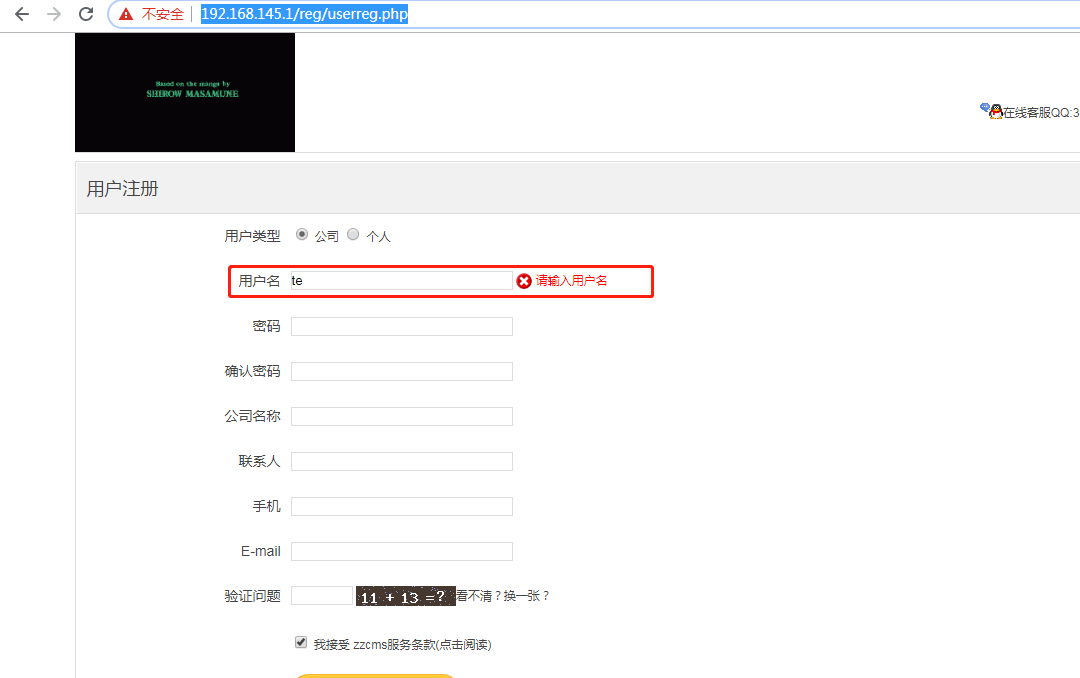 不安全 192.168.145.1/reg/userreg.php
Based on the manga by
SHIROW MASAMUNE
在线客服QQ:3
用户注册
用户类型 公司 个人
用户名 te 请输入用户名
密码
确认密码
公司名称
联系人
手机
E-mail
验证问题 11 + 13 =? 看不清？换一张？
我接受 zzcms服务条款(点击阅读)